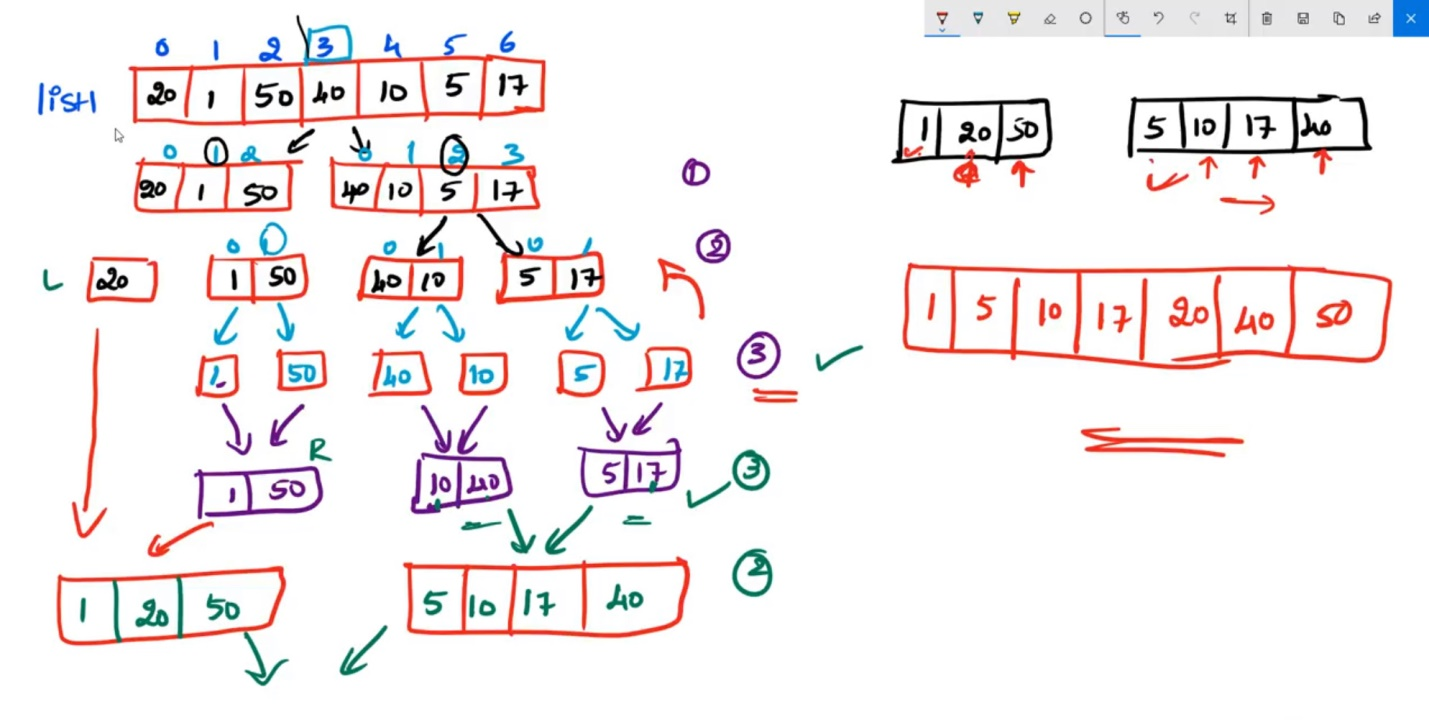 0 1 2 3 4 5 6
list1 20 1 50 40 10 5 17
0 1 2 0 1 2 3
20 1 50 40 10 5 17 ①
0 1 0 1 0 1 ②
L 20 1 50 40 10 5 17
1 50 40 10 5 17 ③
R
1 50 10 40 5 17 ③
1 20 50 5 10 17 40 ②
1 20 50 5 10 17 40
1 5 10 17 20 40 50